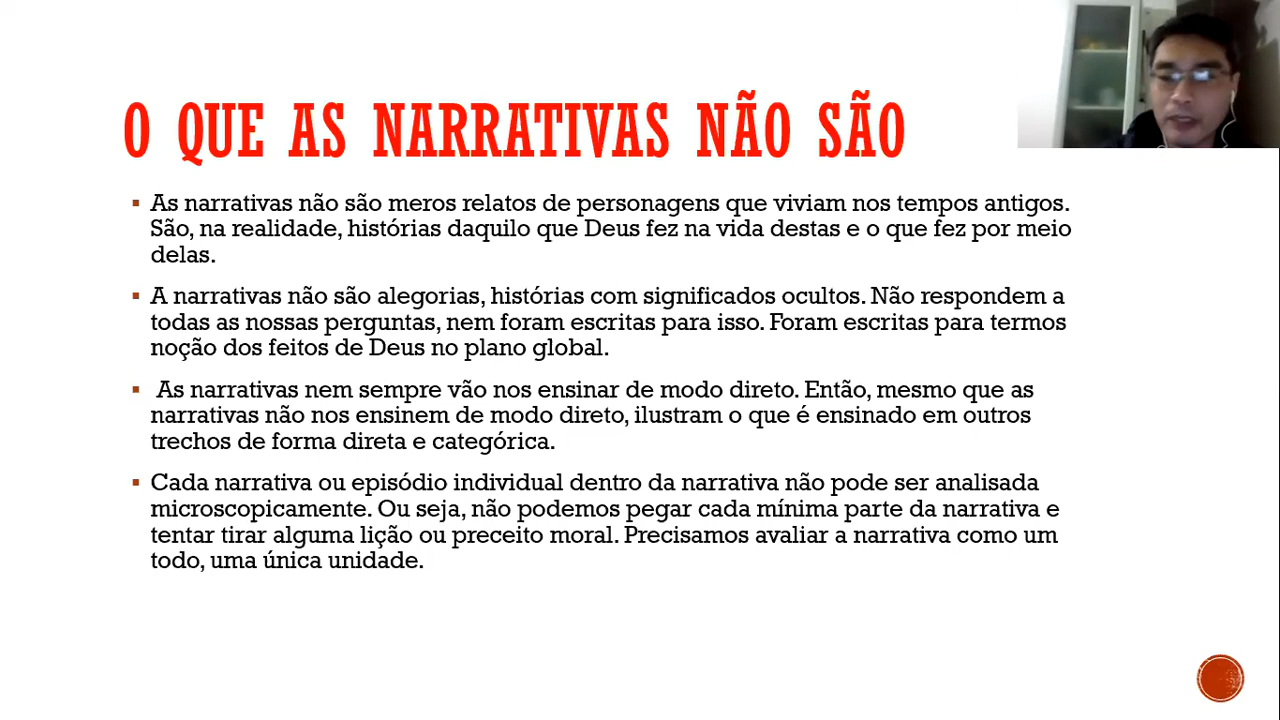 O QUE AS NARRATIVAS NÃO SÃO
As narrativas não são meros relatos de personagens que viviam nos tempos antigos.
São, na realidade, histórias daquilo que Deus fez na vida destas e o que fez por meio
delas.
A narrativas não são alegorias, histórias com significados ocultos. Não respondem a
todas as nossas perguntas, nem foram escritas para isso. Foram escritas para termos
noção dos feitos de Deus no plano global.
As narrativas nem sempre vão nos ensinar de modo direto. Então, mesmo que as
narrativas não nos ensinem de modo direto, ilustram o que é ensinado em outros
trechos de forma direta e categórica.
Cada narrativa ou episódio individual dentro da narrativa não pode ser analisada
microscopicamente. Ou seja, não podemos pegar cada mínima parte da narrativa e
tentar tirar alguma lição ou preceito moral. Precisamos avaliar a narrativa como um
todo, uma única unidade.